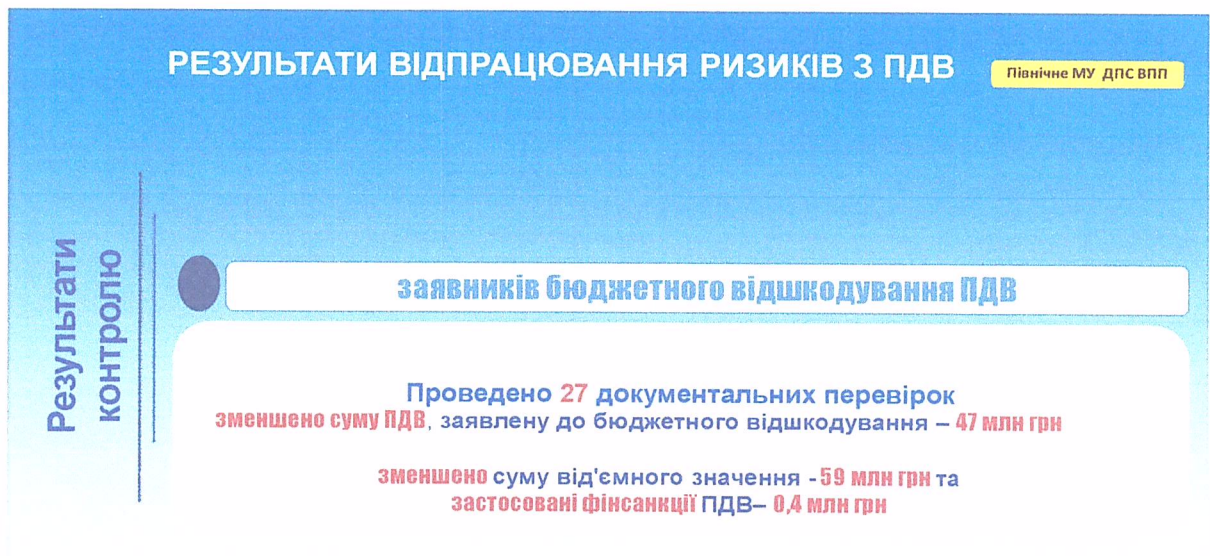 РЕЗУЛЬТАТИ ВІДПРАЦЮВАННЯ РИЗИКІВ З ПДВ
Північне МУ ДПС ВПП
Результати
контролю
заявників бюджетного відшкодування ПДВ
Проведено 27 документальних перевірок
зменшено суму ПДВ, заявлену до бюджетного відшкодування – 47 млн грн
зменшено суму від'ємного значення - 59 млн грн та
застосовані фінсанкції ПДВ– 0,4 млн грн